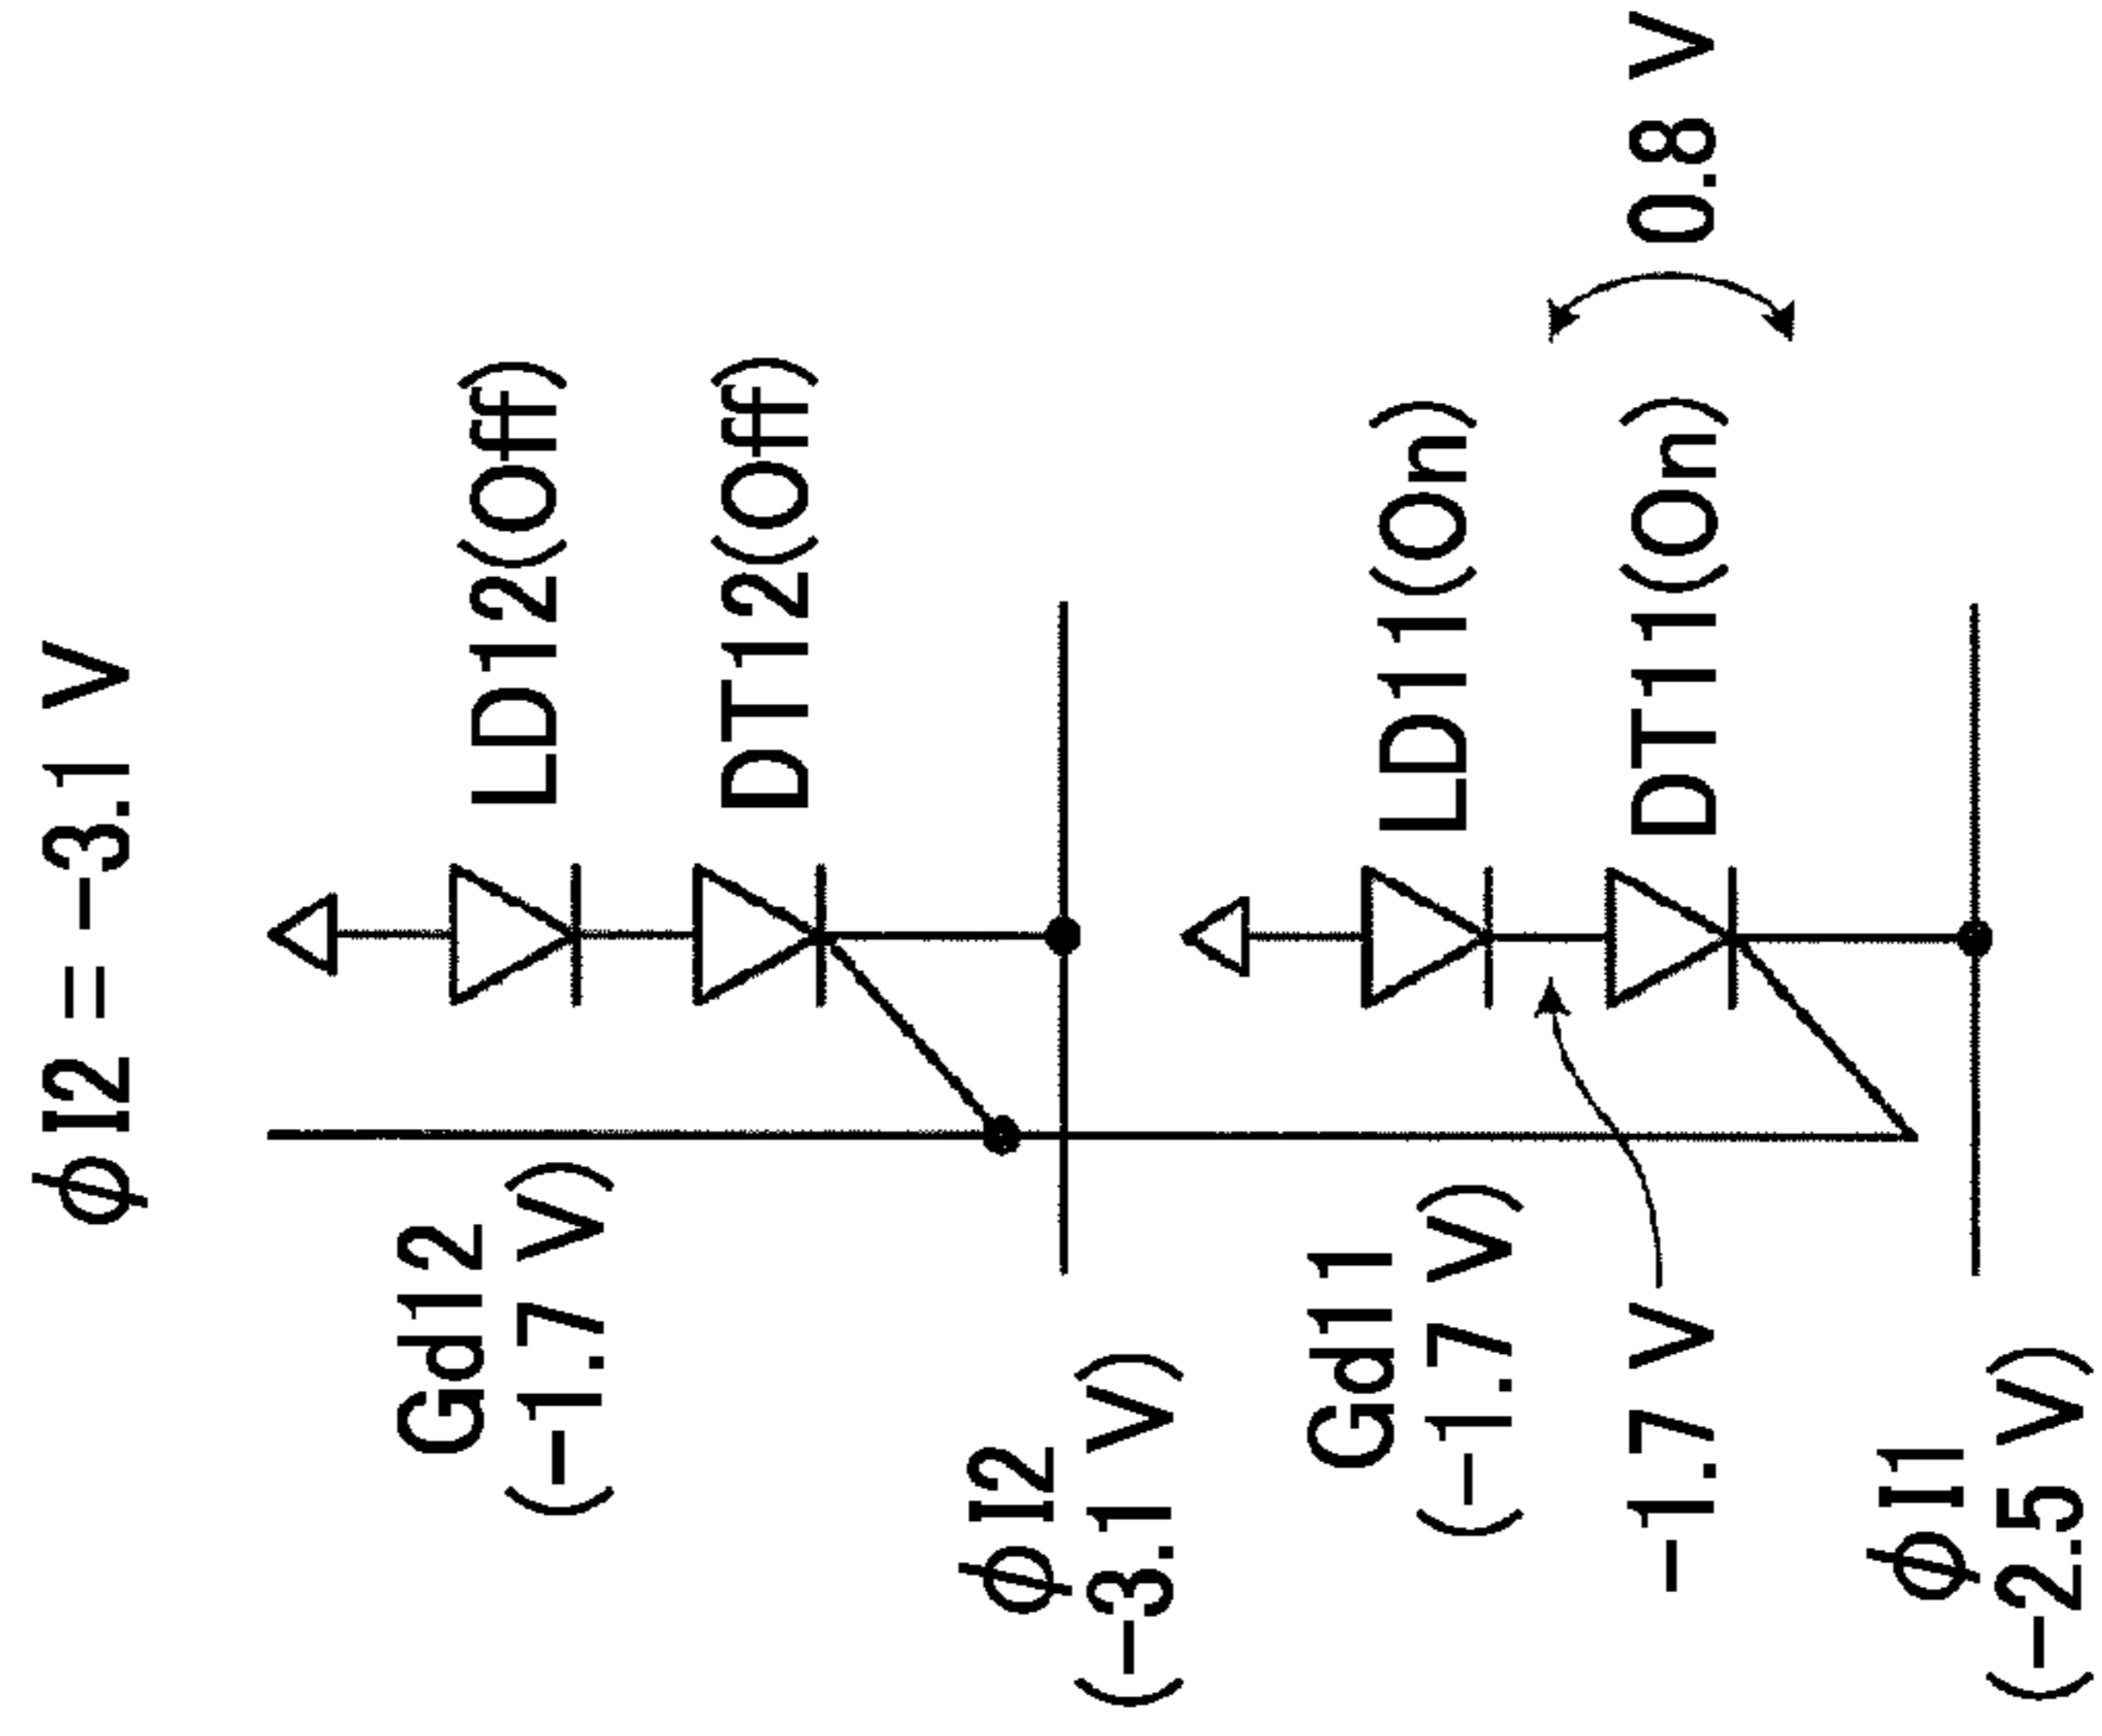 ϕI2 = -3.1 V
Gd12
(-1.7 V)
LD12(Off)
DT12(Off)
ϕI2
(-3.1 V)
Gd11
(-1.7 V)
LD11(On)
-1.7 V
DT11(On)
0.8 V
ϕI1
(-2.5 V)